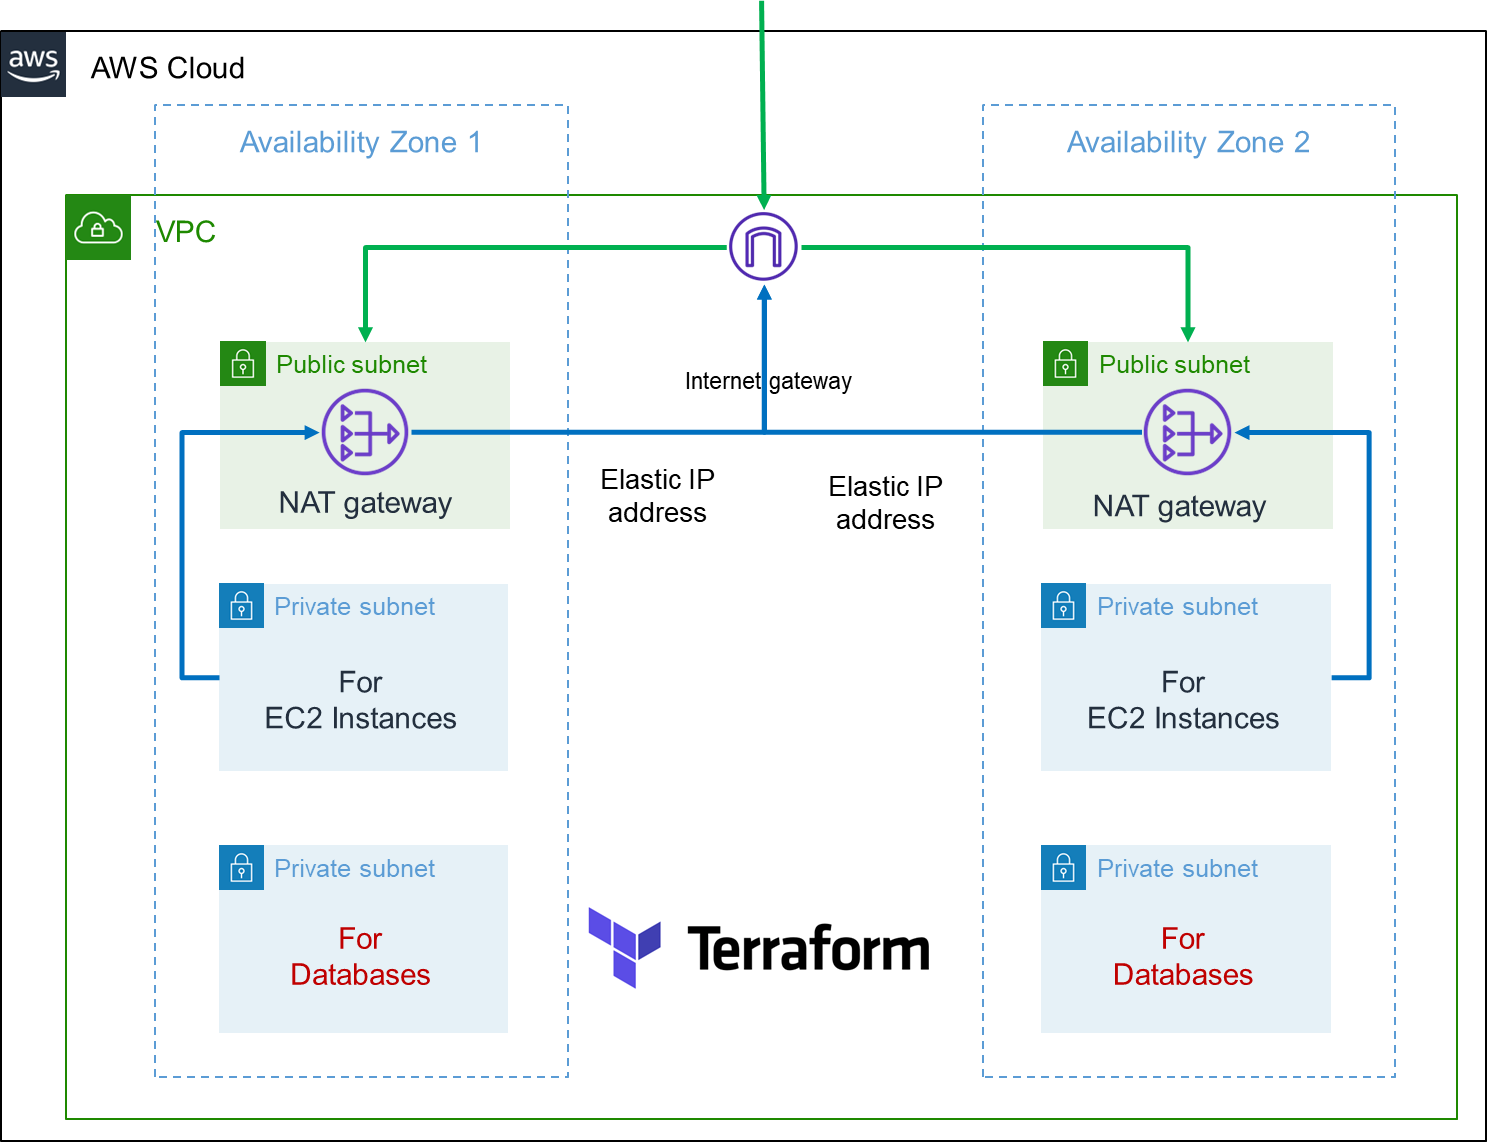 aws
AWS Cloud
Availability Zone 1
Availability Zone 2
VPC
Public subnet
Public subnet
Internet gateway
NAT gateway
Elastic IP
address
Elastic IP
address
NAT gateway
Private subnet
Private subnet
For
EC2 Instances
For
EC2 Instances
Private subnet
Private subnet
For
Databases
Terraform
For
Databases